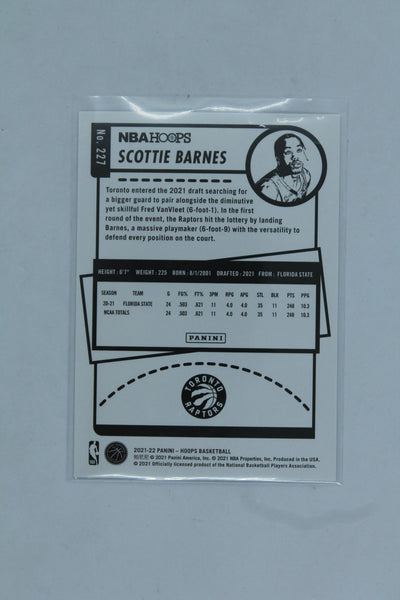 No. 227
NBA HOOPS
SCOTTIE BARNES
Toronto entered the 2021 draft searching for
a bigger guard to pair alongside the diminutive
yet skillful Fred VanVleet (6-foot-1). In the first
round of the event, the Raptors hit the lottery by landing
Barnes, a massive playmaker (6-foot-9) with the versatility to
defend every position on the court.
HEIGHT: 6'7" WEIGHT: 225 BORN: 8/1/2001 DRAFTED: 2021 FROM: FLORIDA STATE
SEASON TEAM G FG% FT% 3PM RPG APG STL BLK PTS PPG
20-21 FLORIDA STATE 24 .503 .621 11 4.0 4.0 35 11 248 10.3
NCAA TOTALS 24 .503 .621 11 4.0 4.0 35 11 248 10.3
PANINI
TORONTO
RAPTORS
2021-22 PANINI – HOOPS BASKETBALL
© 2021 Panini America, Inc. © 2021 NBA Properties, Inc. Produced in the USA.
© 2021 Officially licensed product of the National Basketball Players Association.